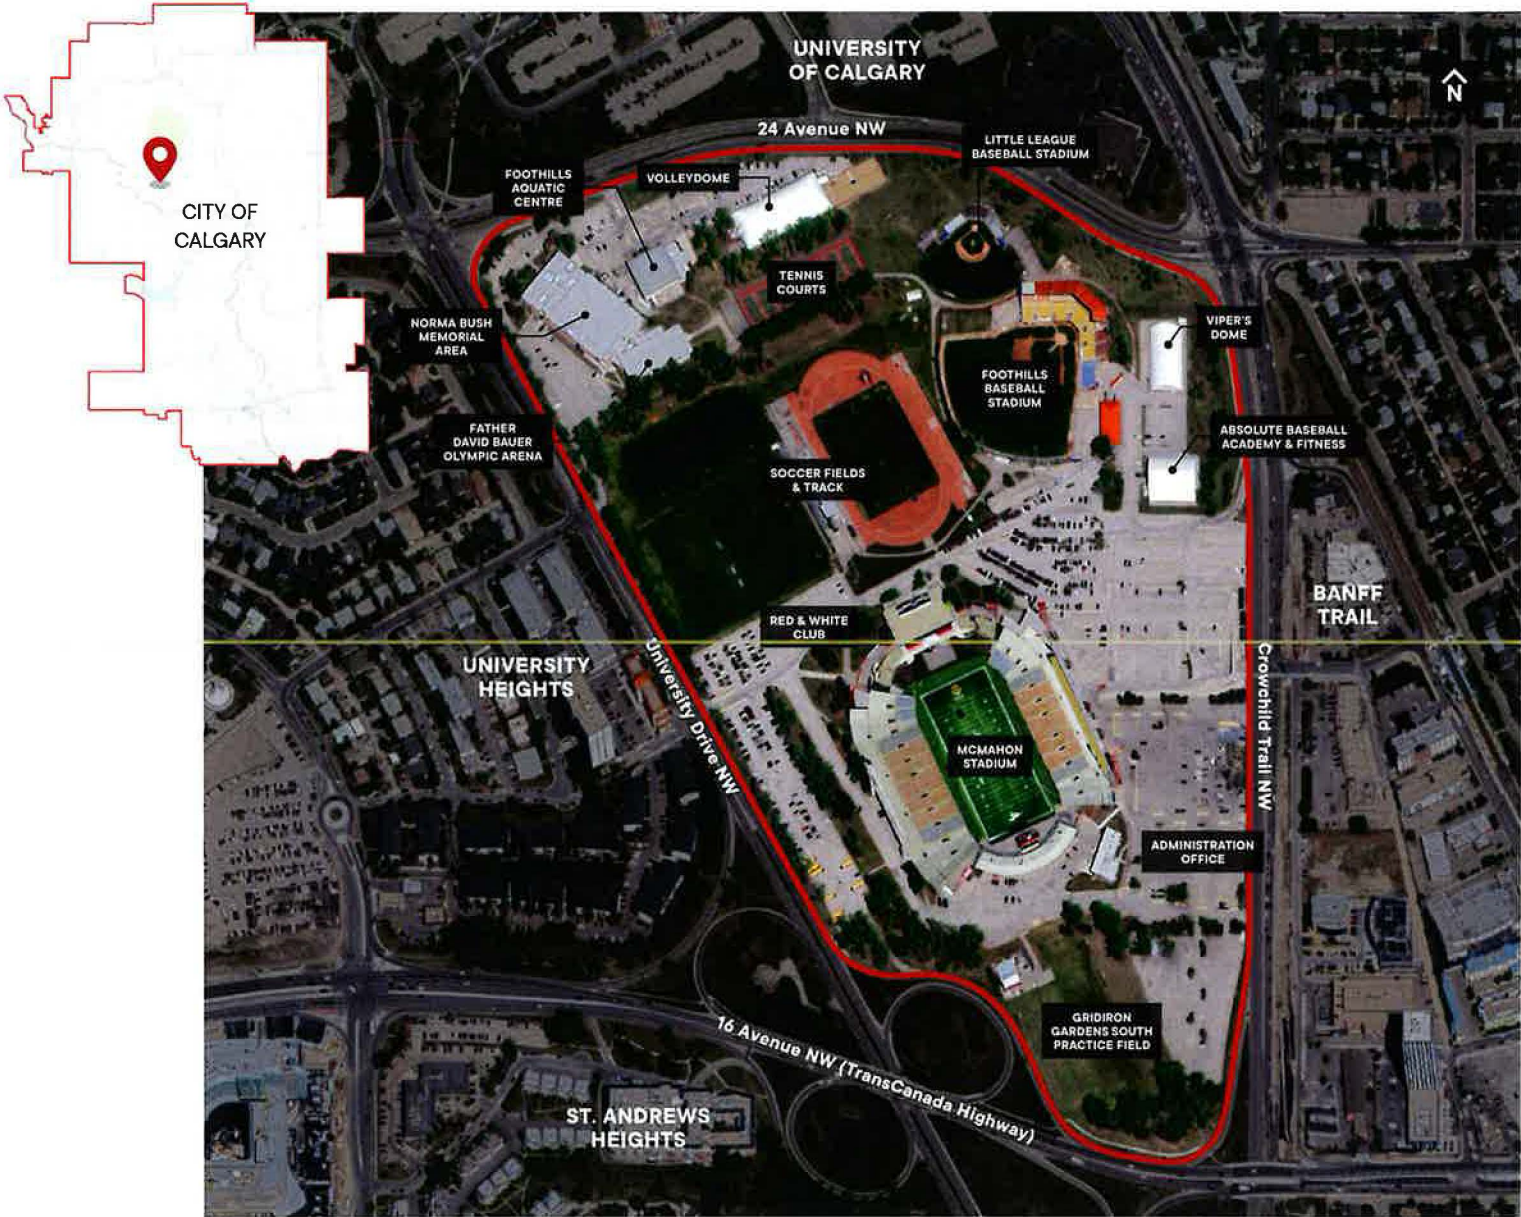 UNIVERSITY
OF CALGARY
N
24 Avenue NW
LITTLE LEAGUE
BASEBALL STADIUM
FOOTHILLS
AQUATIC
CENTRE
VOLLEYDOME
CITY OF
CALGARY
TENNIS
COURTS
NORMA BUSH
MEMORIAL
AREA
VIPER'S
DOME
FOOTHILLS
BASEBALL
STADIUM
FATHER
DAVID BAUER
OLYMPIC ARENA
ABSOLUTE BASEBALL
ACADEMY & FITNESS
SOCCER FIELDS
& TRACK
BANFF
TRAIL
RED & WHITE
CLUB
UNIVERSITY
HEIGHTS
University Drive NW
Crowchild Trail NW
MCMAHON
STADIUM
ADMINISTRATION
OFFICE
GRIDIRON
GARDENS SOUTH
PRACTICE FIELD
16 Avenue NW (TransCanada Highway)
ST. ANDREWS
HEIGHTS